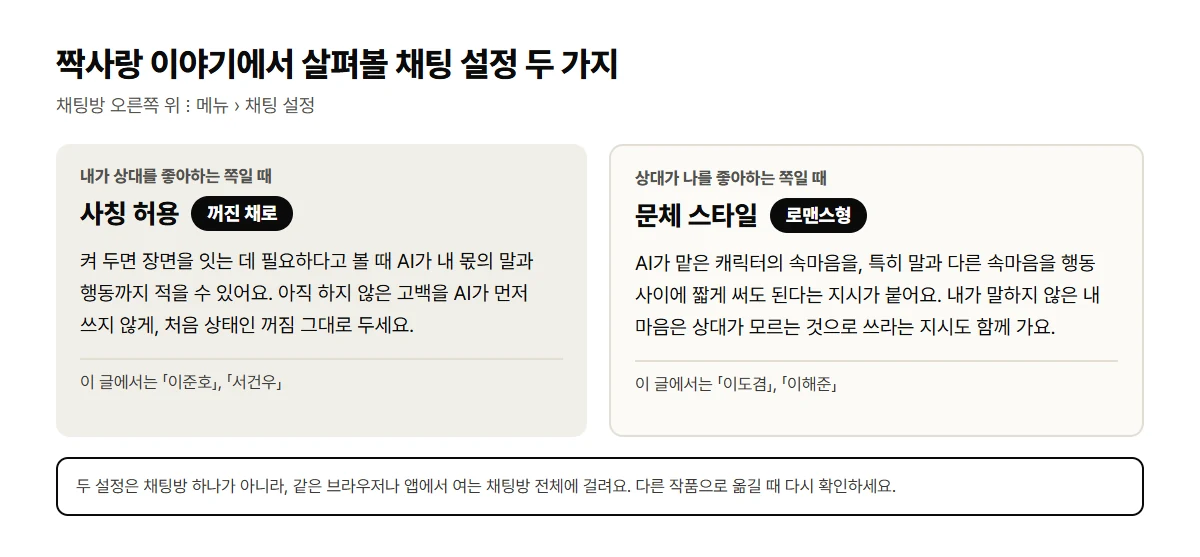 짝사랑 이야기에서 살펴볼 채팅 설정 두 가지
채팅방 오른쪽 위 ⋮ 메뉴 › 채팅 설정
내가 상대를 좋아하는 쪽일 때
사칭 허용 꺼진 채로
켜 두면 장면을 잇는 데 필요하다고 볼 때 AI가 내 몫의 말과
행동까지 적을 수 있어요. 아직 하지 않은 고백을 AI가 먼저
쓰지 않게, 처음 상태인 꺼짐 그대로 두세요.
이 글에서는 「이준호」, 「서건우」
상대가 나를 좋아하는 쪽일 때
문체 스타일 로맨스형
AI가 맡은 캐릭터의 속마음을, 특히 말과 다른 속마음을 행동
사이에 짧게 써도 된다는 지시가 붙어요. 내가 말하지 않은 내
마음은 상대가 모르는 것으로 쓰라는 지시도 함께 가요.
이 글에서는 「이도겸」, 「이해준」
두 설정은 채팅방 하나가 아니라, 같은 브라우저나 앱에서 여는 채팅방 전체에 걸려요. 다른 작품으로 옮길 때 다시 확인하세요.